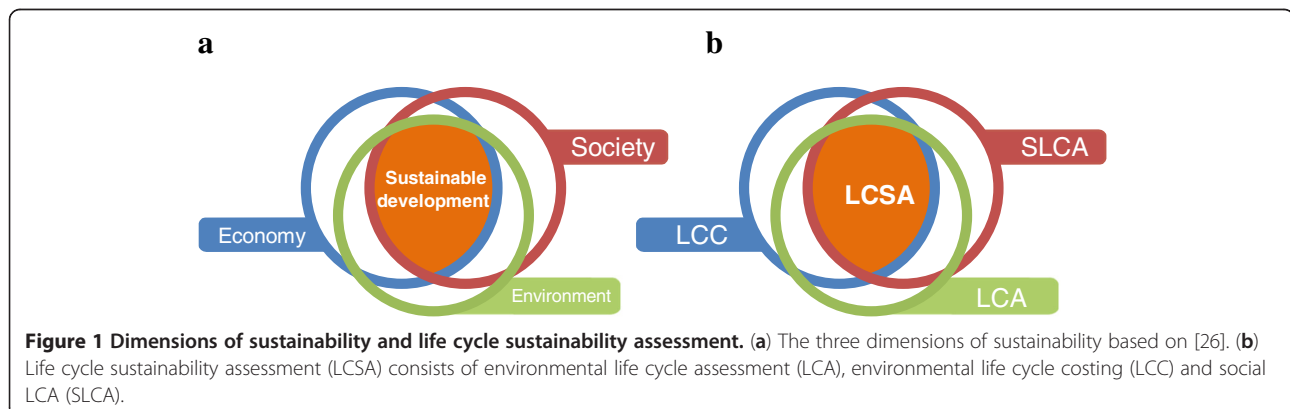 a
Society
Sustainable
development
Economy
Environment
b
SLCA
LCSA
LCC
LCA
Figure 1 Dimensions of sustainability and life cycle sustainability assessment. (a) The three dimensions of sustainability based on [26]. (b)
Life cycle sustainability assessment (LCSA) consists of environmental life cycle assessment (LCA), environmental life cycle costing (LCC) and social
LCA (SLCA).